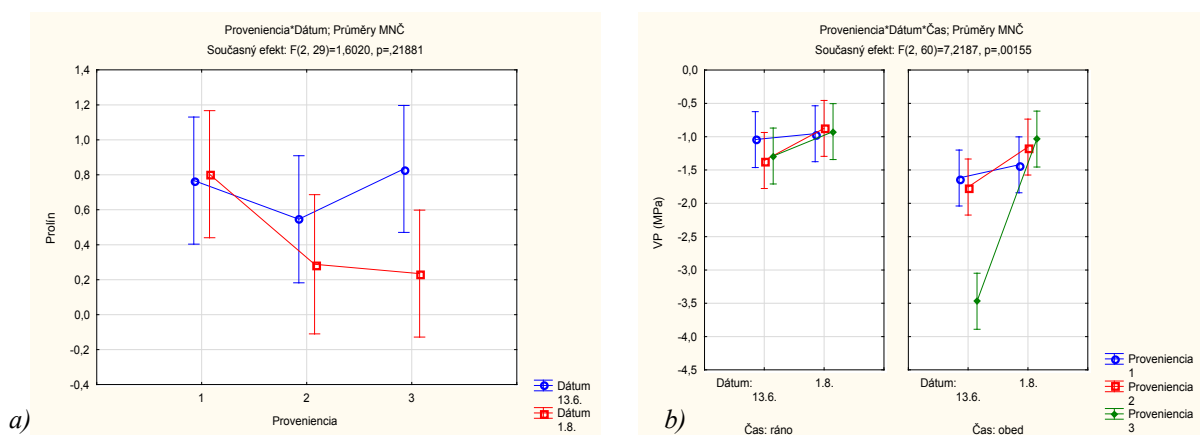 Proveniencia*Dátum; Průměry MNČ
Současný efekt: F(2, 29)=1,6020, p=,21881
1,4
1,2
1,0
0,8
0,6
0,4
0,2
0,0
-0,2
-0,4
Prolín
1 2 3
Proveniencia
Dátum
13.6.
Dátum
1.8.
a)
Proveniencia*Dátum*Čas; Průměry MNČ
Současný efekt: F(2, 60)=7,2187, p=,00155
0,0
-0,5
-1,0
-1,5
-2,0
-2,5
-3,0
-3,5
-4,0
-4,5
VP (MPa)
Dátum: 1.8.
13.6.
Čas: ráno
Dátum: 1.8.
13.6.
Čas: obed
Proveniencia
1
Proveniencia
2
Proveniencia
3
b)